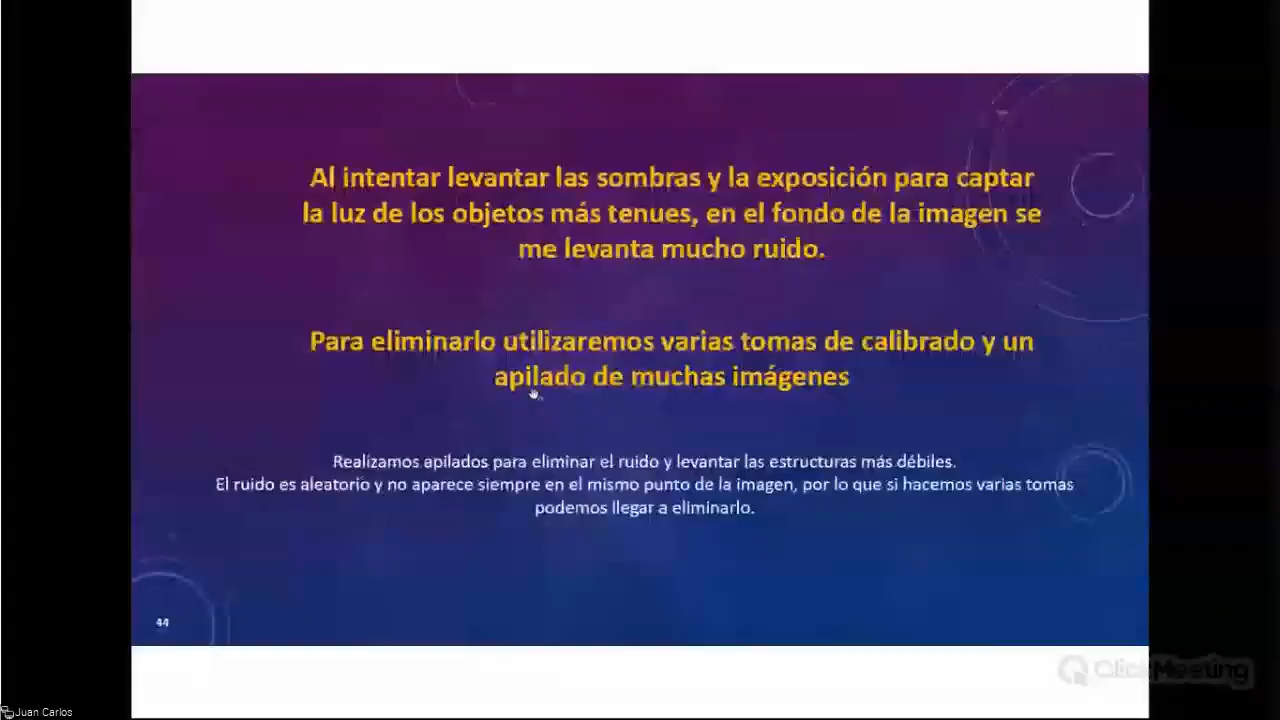 Al intentar levantar las sombras y la exposición para captar
la luz de los objetos más tenues, en el fondo de la imagen se
me levanta mucho ruido.
Para eliminarlo utilizaremos varias tomas de calibrado y un
apilado de muchas imágenes
Realizamos apilados para eliminar el ruido y levantar las estructuras más débiles.
El ruido es aleatorio y no aparece siempre en el mismo punto de la imagen, por lo que si hacemos varias tomas
podemos llegar a eliminarlo.
44
ClickMeeting
Juan Carlos